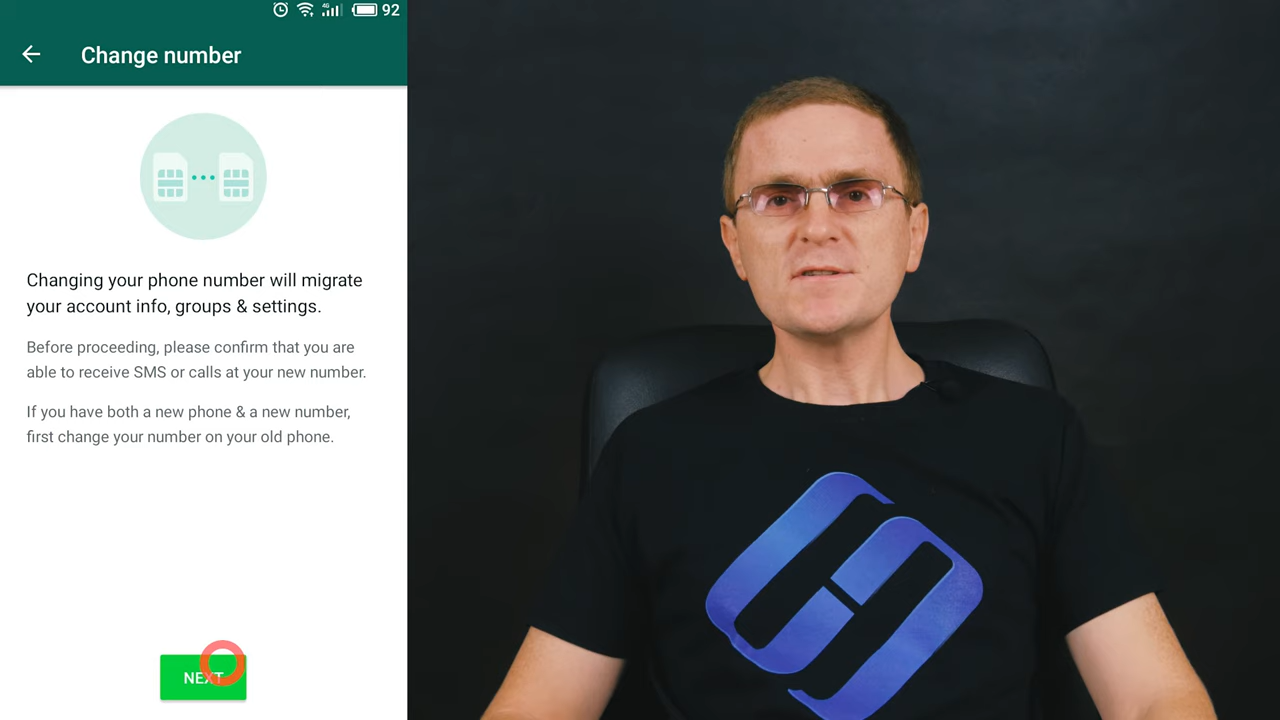 4G
92
Change number
Changing your phone number will migrate
your account info, groups & settings.
Before proceeding, please confirm that you are
able to receive SMS or calls at your new number.
If you have both a new phone & a new number,
first change your number on your old phone.
NEXT